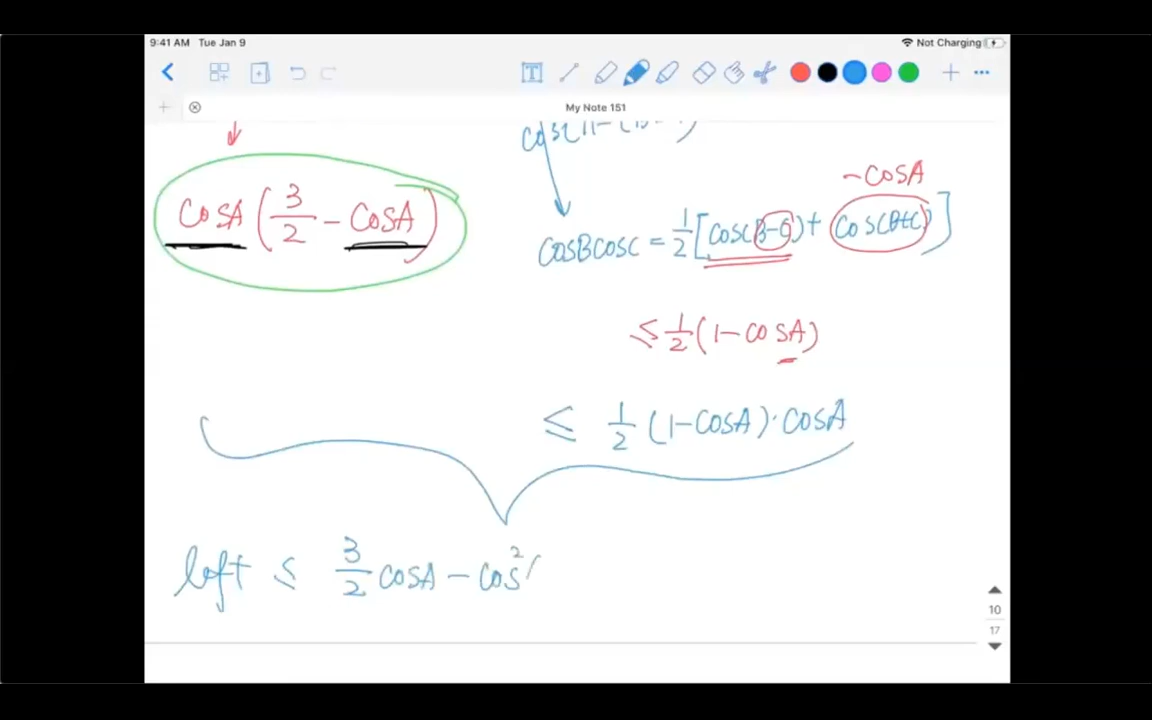 9:41 AM Tue Jan 9
Not Charging
My Note 151
-cosA
cosA(3/2 - cosA)
cosBcosC = 1/2[cos(B-C) + cos(B+C)]
≤ 1/2(1-cosA)
≤ 1/2(1-cosA)·cosA
left ≤ 3/2 cosA - cos²
10
17